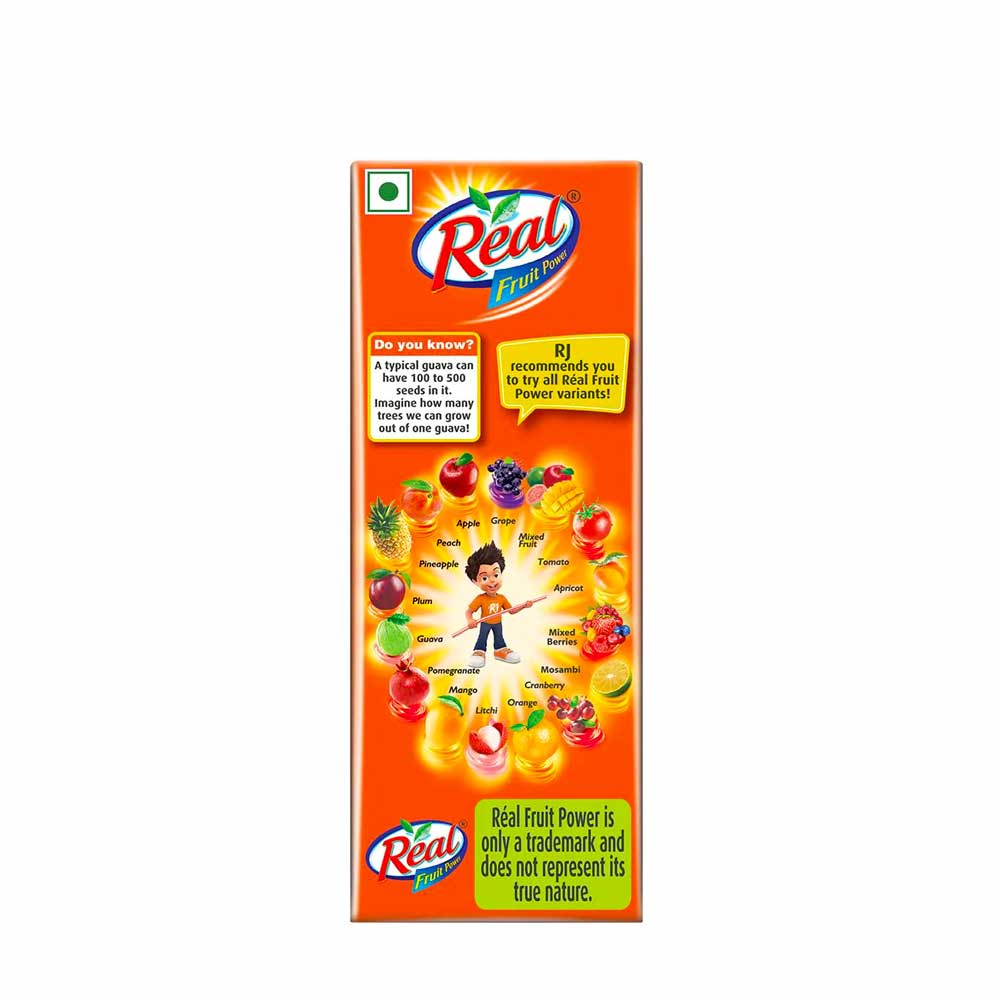 Réal
®
Fruit Power
Do you know?
A typical guava can
have 100 to 500
seeds in it.
Imagine how many
trees we can grow
out of one guava!
RJ
recommends you
to try all Réal Fruit
Power variants!
Apple
Grape
Peach
Mixed
Fruit
Pineapple
Tomato
Plum
Apricot
RJ
Guava
Mixed
Berries
Pomegranate
Mosambi
Mango
Cranberry
Litchi
Orange
Réal
®
Fruit Power
Réal Fruit Power is
only a trademark and
does not represent its
true nature.